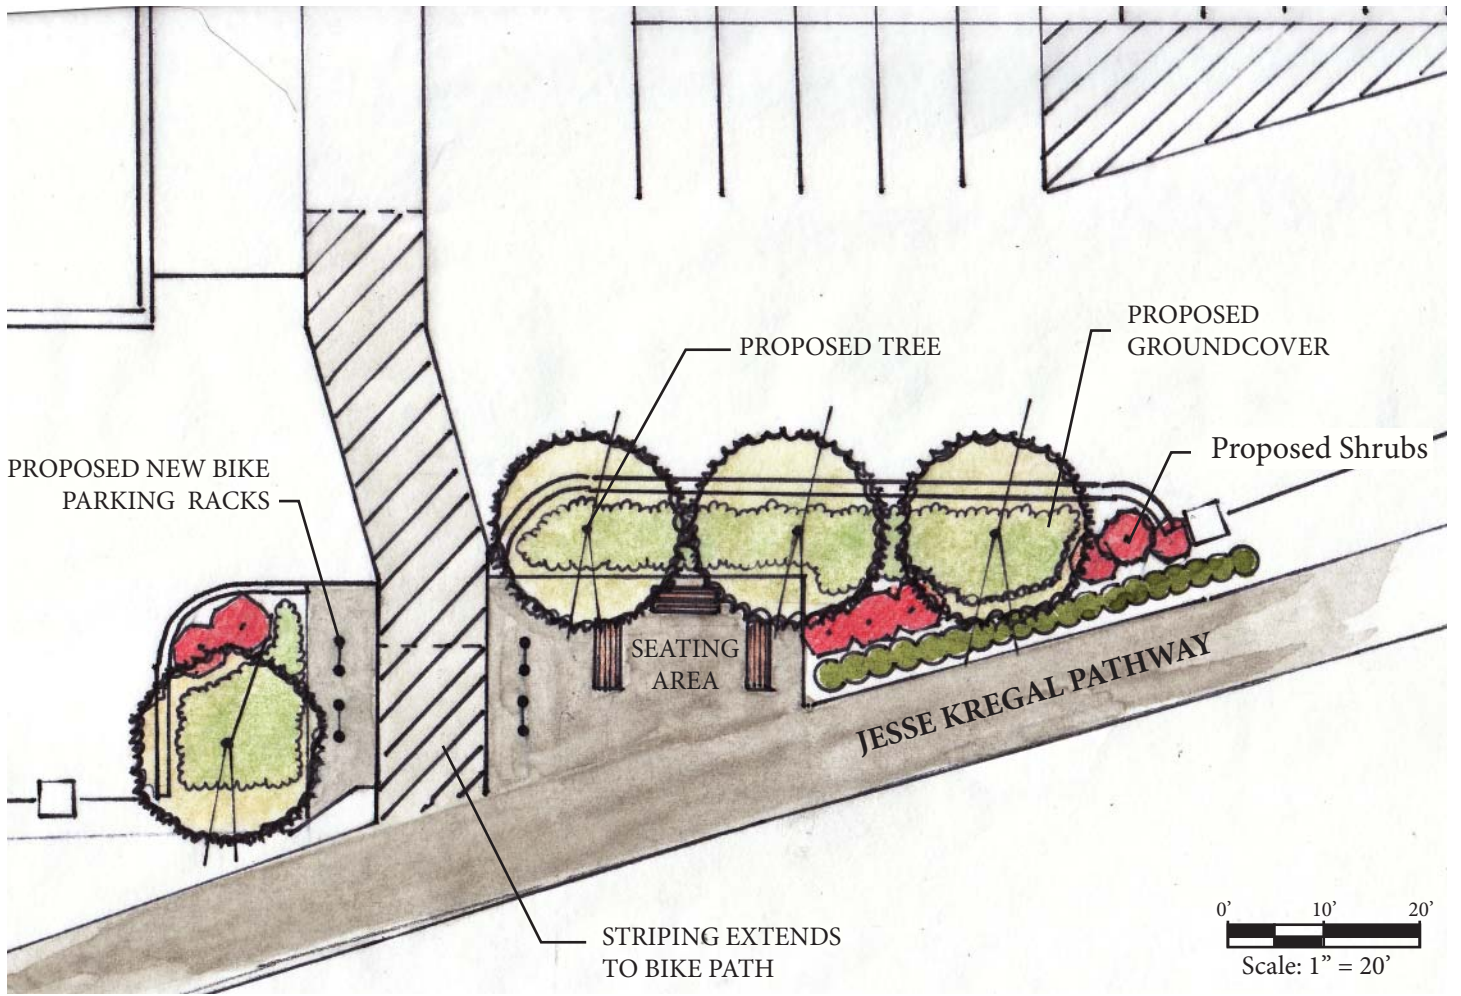 PROPOSED
GROUNDCOVER
PROPOSED TREE
Proposed Shrubs
PROPOSED NEW BIKE
PARKING RACKS
SEATING
AREA
JESSE KREGAL PATHWAY
STRIPING EXTENDS
TO BIKE PATH
0’ 10’ 20’
Scale: 1” = 20’